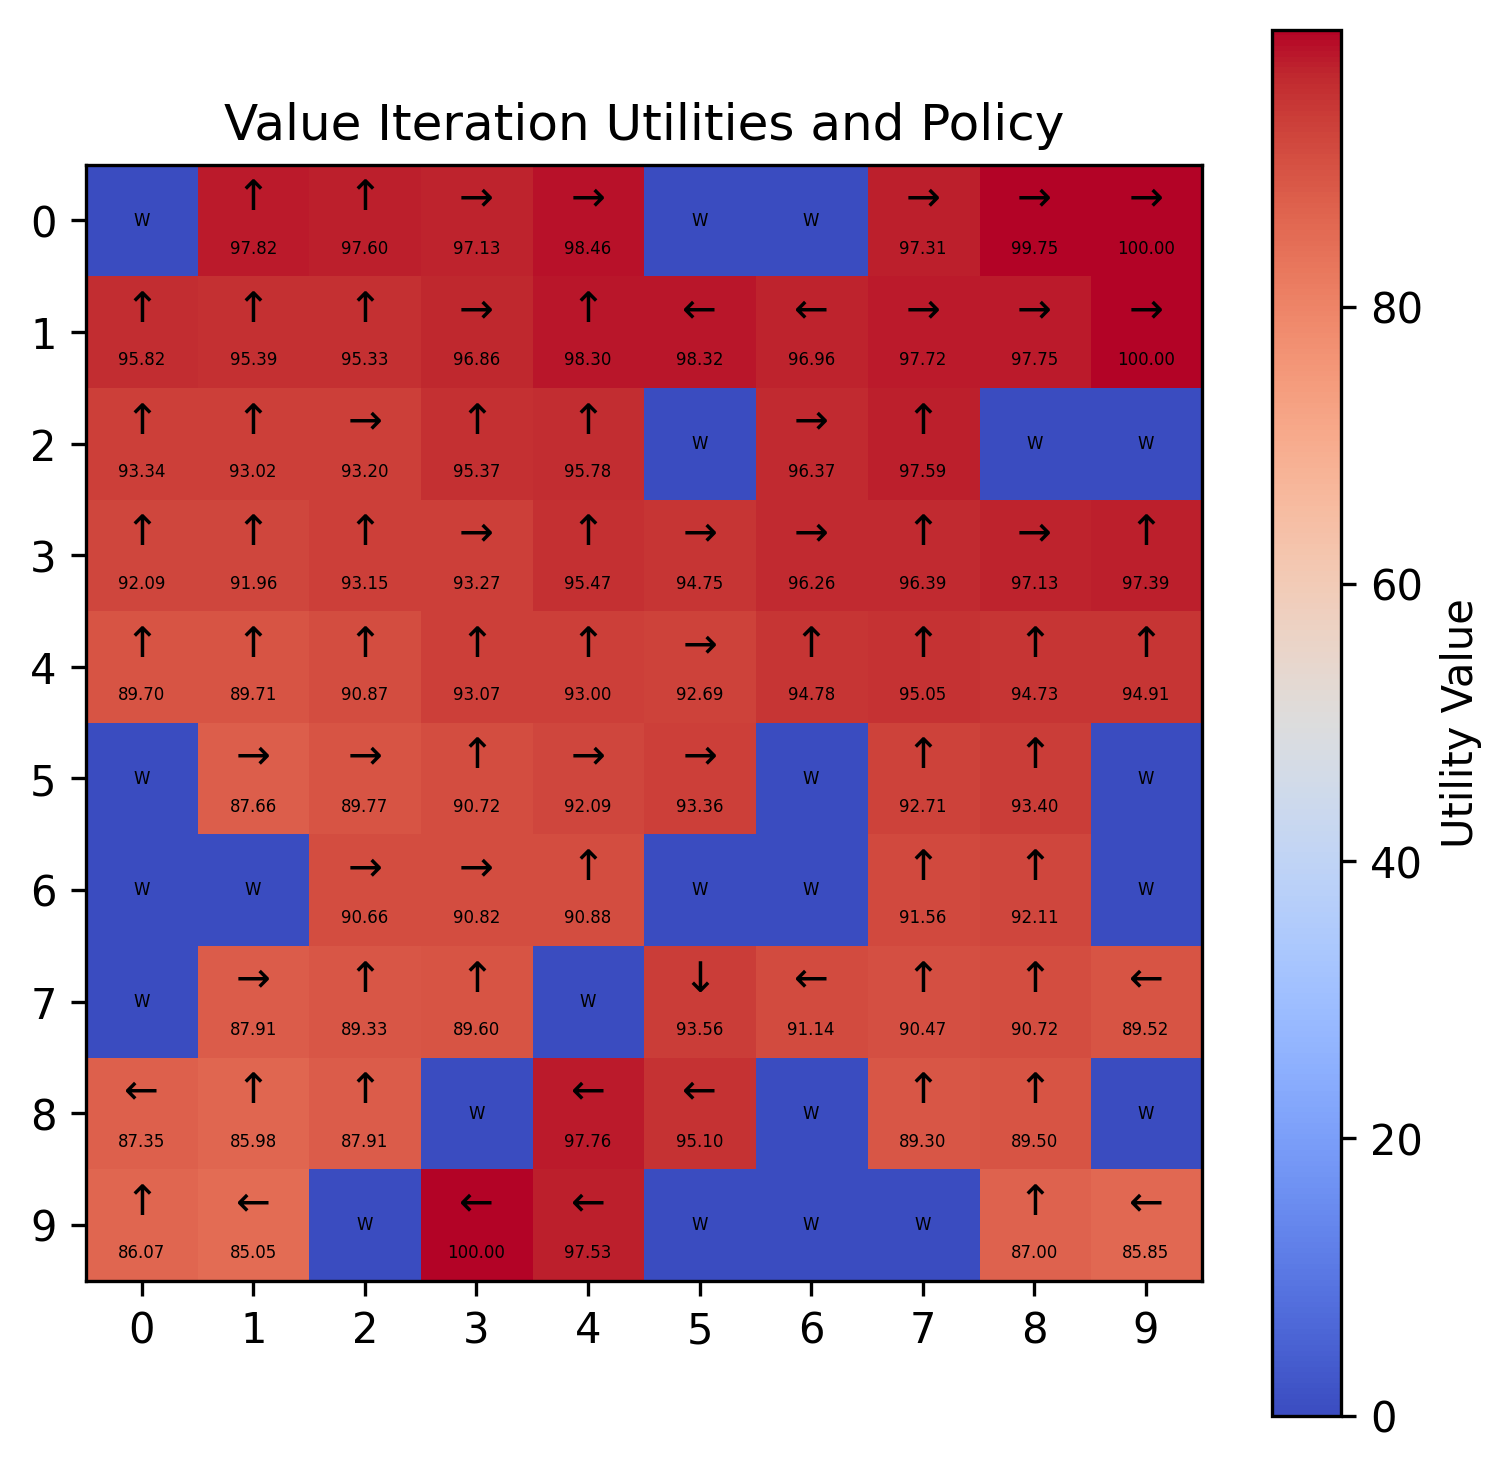 Value Iteration Utilities and Policy
0 W ↑ ↑ → → W W → → →
97.82 97.60 97.13 98.46 97.31 99.75 100.00
1 ↑ ↑ ↑ → ↑ ← ← → → →
95.82 95.39 95.33 96.86 98.30 98.32 96.96 97.72 97.75 100.00
2 ↑ ↑ → ↑ ↑ W → ↑ W W
93.34 93.02 93.20 95.37 95.78 96.37 97.59
3 ↑ ↑ ↑ → ↑ → → ↑ → ↑
92.09 91.96 93.15 93.27 95.47 94.75 96.26 96.39 97.13 97.39
4 ↑ ↑ ↑ ↑ ↑ → ↑ ↑ ↑ ↑
89.70 89.71 90.87 93.07 93.00 92.69 94.78 95.05 94.73 94.91
5 W → → ↑ → → W ↑ ↑ W
87.66 89.77 90.72 92.09 93.36 92.71 93.40
6 W W → → ↑ W W ↑ ↑ W
90.66 90.82 90.88 91.56 92.11
7 W → ↑ ↑ W ↓ ← ↑ ↑ ←
87.91 89.33 89.60 93.56 91.14 90.47 90.72 89.52
8 ← ↑ ↑ W ← ← W ↑ ↑ W
87.35 85.98 87.91 97.76 95.10 89.30 89.50
9 ↑ ← W ← ← W W W ↑ ←
86.07 85.05 100.00 97.53 87.00 85.85
0 1 2 3 4 5 6 7 8 9
80
60
40
20
0
Utility Value